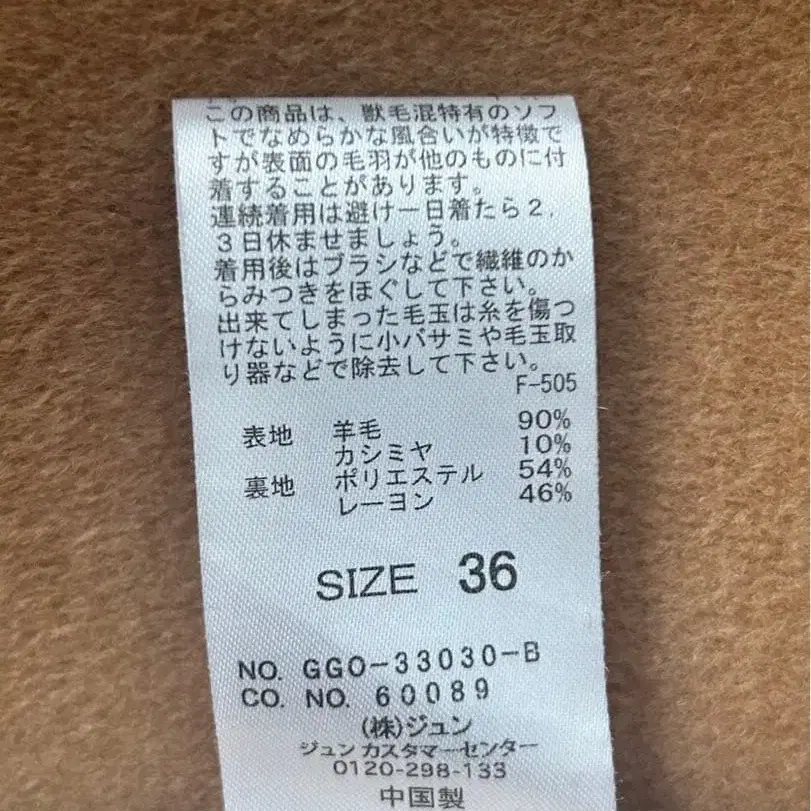 この商品は、獣毛混特有のソフ
トでなめらかな風合いが特徴で
すが表面の毛羽が他のものに付
着することがあります。
連続着用は避け一日着たら2,
3日休ませましょう。
着用後はブラシなどで繊維のか
らみつきをほぐして下さい。
出来てしまった毛玉は糸を傷つ
けないように小バサミや毛玉取
り器などで除去して下さい。
F-505
表地 羊毛 90%
カシミヤ 10%
裏地 ポリエステル 54%
レーヨン 46%
SIZE 36
NO. GGO-33030-B
CO. NO. 60089
(株)ジュン
ジュン カスタマーセンター
0120-298-133
中国製